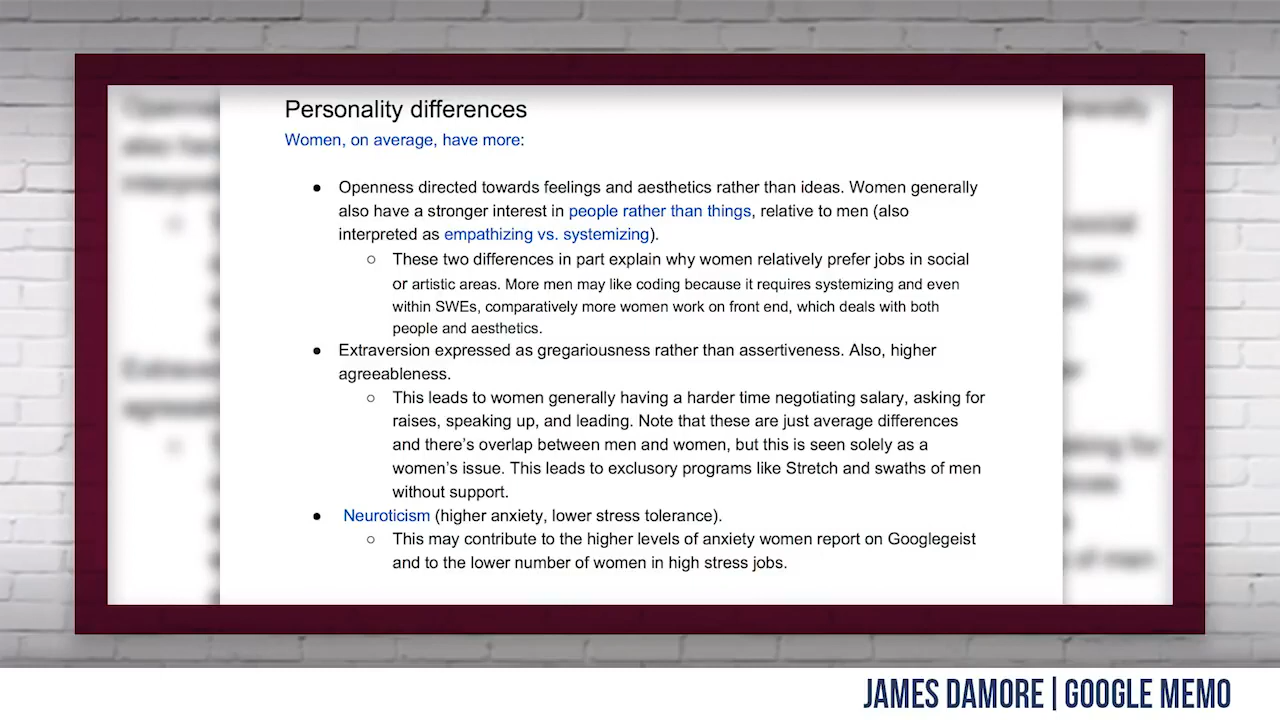 Personality differences
Women, on average, have more:
● Openness directed towards feelings and aesthetics rather than ideas. Women generally
also have a stronger interest in people rather than things, relative to men (also
interpreted as empathizing vs. systemizing).
○ These two differences in part explain why women relatively prefer jobs in social
or artistic areas. More men may like coding because it requires systemizing and even
within SWEs, comparatively more women work on front end, which deals with both
people and aesthetics.
● Extraversion expressed as gregariousness rather than assertiveness. Also, higher
agreeableness.
○ This leads to women generally having a harder time negotiating salary, asking for
raises, speaking up, and leading. Note that these are just average differences
and there's overlap between men and women, but this is seen solely as a
women's issue. This leads to exclusory programs like Stretch and swaths of men
without support.
● Neuroticism (higher anxiety, lower stress tolerance).
○ This may contribute to the higher levels of anxiety women report on Googlegeist
and to the lower number of women in high stress jobs.
JAMES DAMORE | GOOGLE MEMO